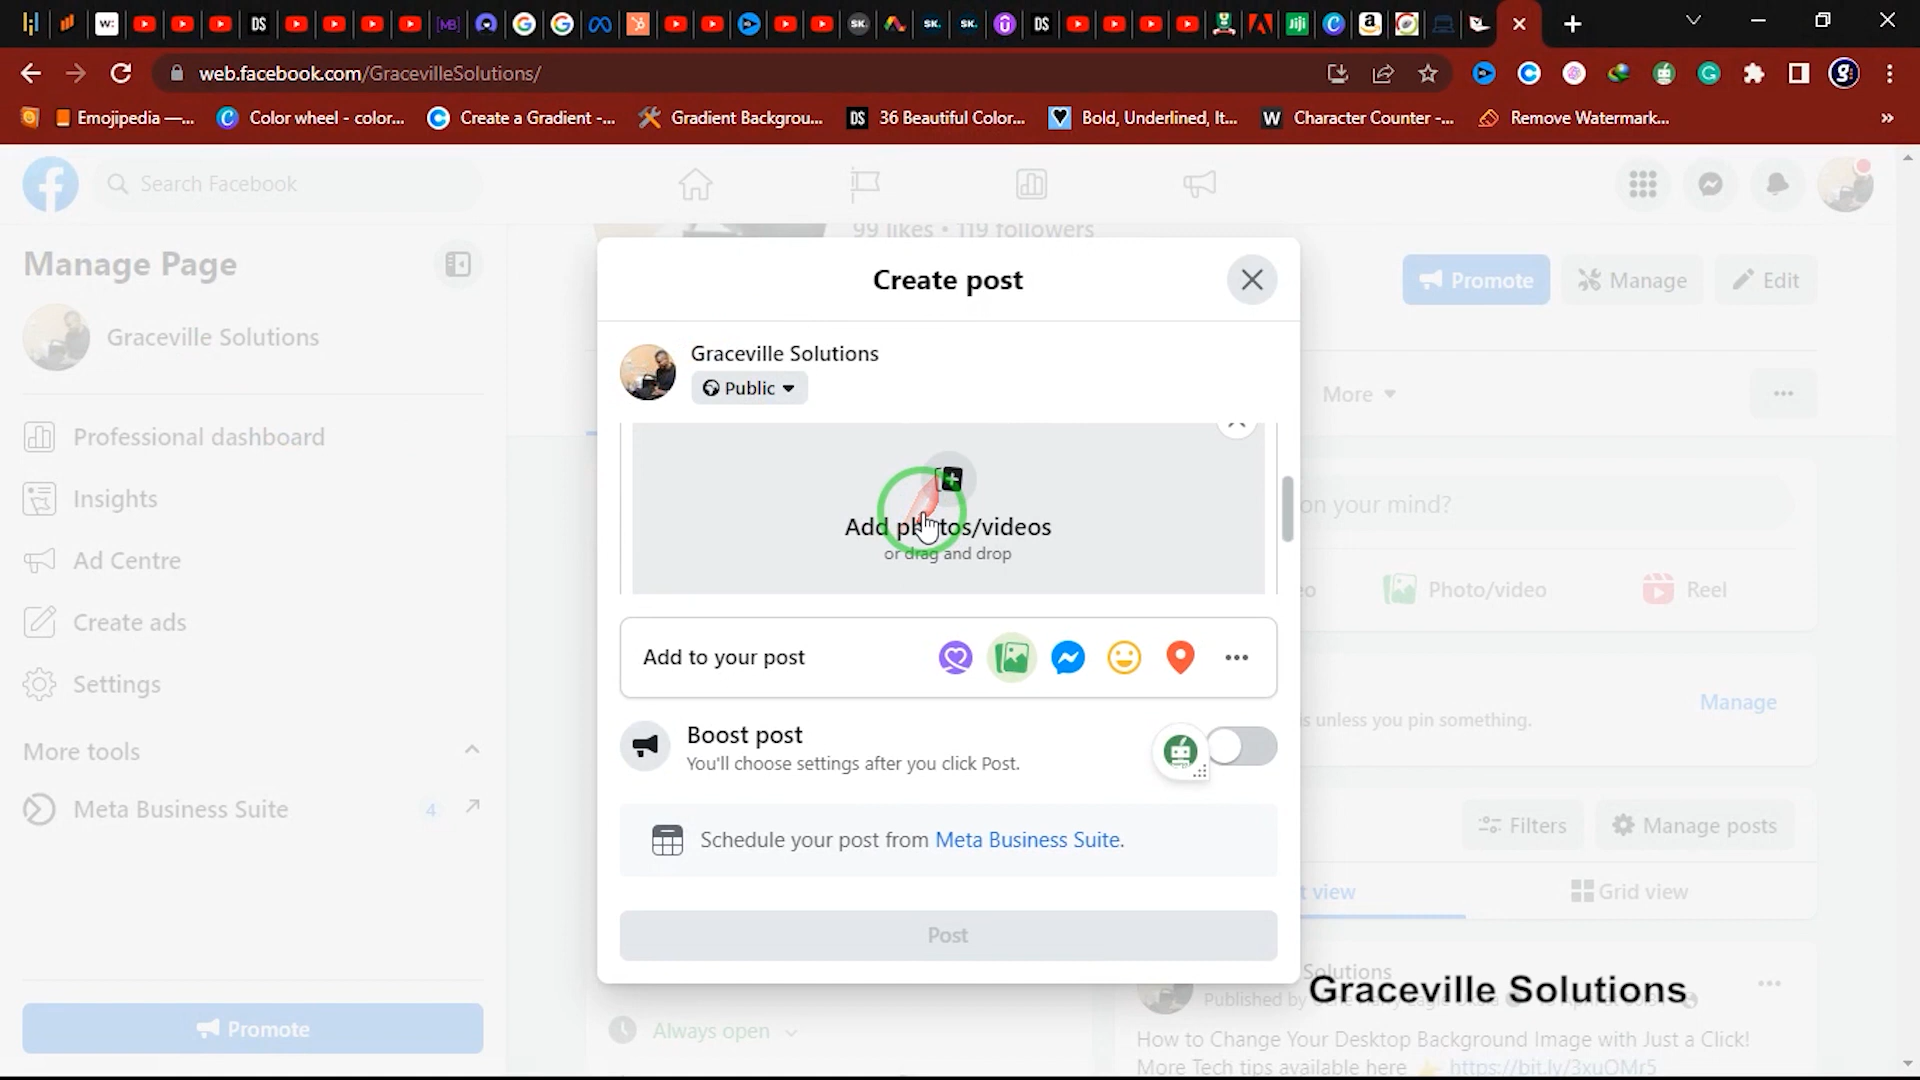 web.facebook.com/GracevilleSolutions/
Emojipedia —...
Color wheel - color...
Create a Gradient -...
Gradient Backgrou...
36 Beautiful Color...
Bold, Underlined, It...
Character Counter -...
Remove Watermark...
»
Search Facebook
99 likes • 119 followers
Manage Page
Graceville Solutions
Professional dashboard
Insights
Ad Centre
Create ads
Settings
More tools
Meta Business Suite
4
Promote
Create post
Graceville Solutions
Public
Add photos/videos
or drag and drop
Add to your post
Boost post
You'll choose settings after you click Post.
Schedule your post from Meta Business Suite.
Post
Always open
Promote
Manage
Edit
More
on your mind?
Photo/video
Reel
Manage
s unless you pin something.
Filters
Manage posts
t view
Grid view
Solutions
Graceville Solutions
Published by
How to Change Your Desktop Background Image with Just a Click!
More Tech tips available here 👉 https://bit.ly/3xuOMr5